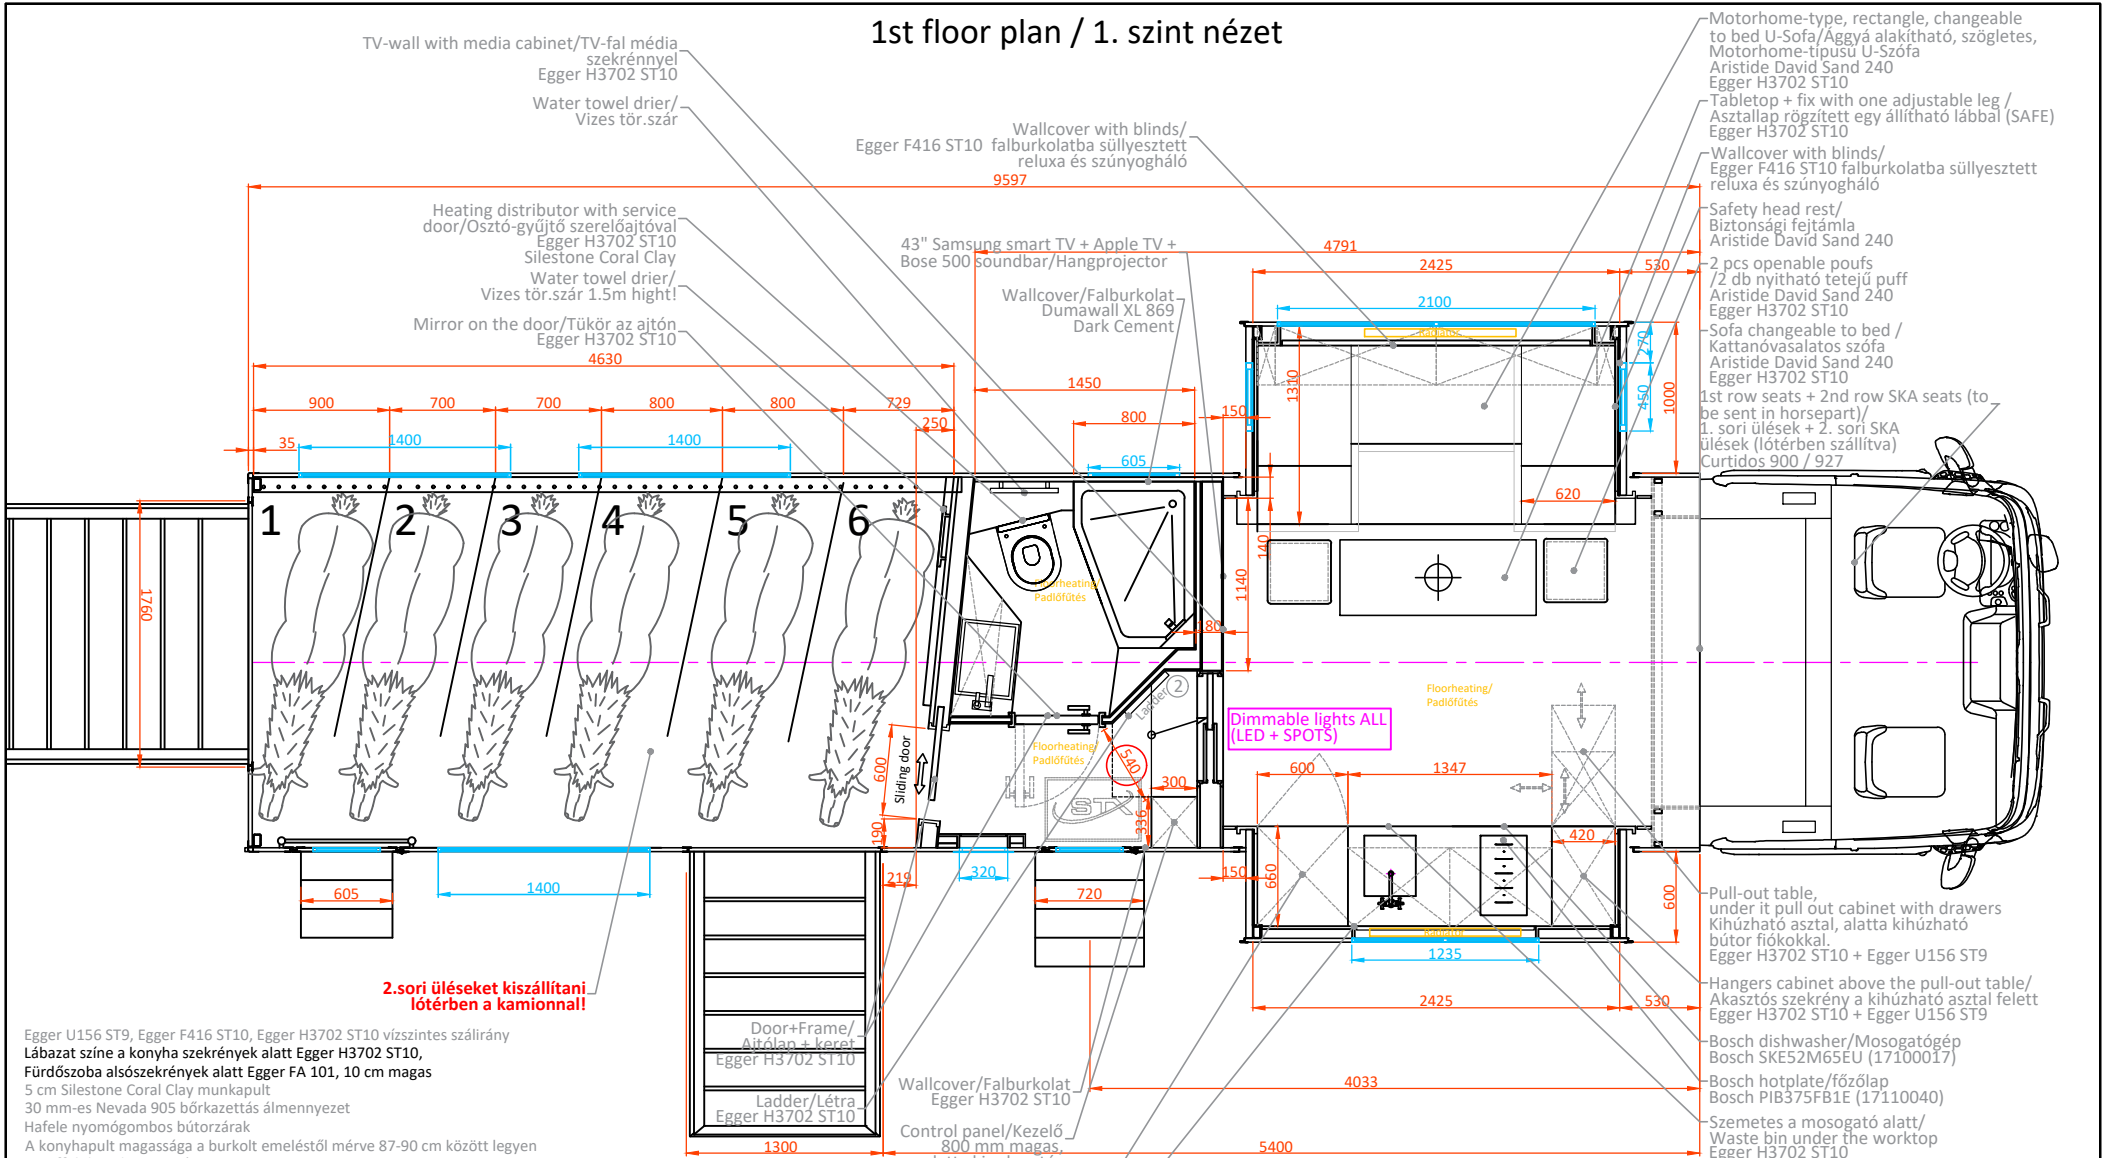 1st floor plan / 1. szint nézet
TV-wall with media cabinet/TV-fal média
szekrénnyel
Egger H3702 ST10
Water towel drier/
Vizes tör.szár
Wallcover with blinds/
Egger F416 ST10 falburkolatba süllyesztett
reluxa és szúnyogháló
Heating distributor with service
door/Osztó-gyűjtő szerelőajtóval
Egger H3702 ST10
Silestone Coral Clay
Water towel drier/
Vizes tör.szár 1.5m hight!
Mirror on the door/Tükör az ajtón
Egger H3702 ST10
43" Samsung smart TV + Apple TV +
Bose 500 soundbar/Hangprojector
Wallcover/Falburkolat
Dumawall XL 869
Dark Cement
Motorhome-type, rectangle, changeable
to bed U-Sofa/Ággyá alakítható, szögletes,
Motorhome-típusú U-Szófa
Aristide David Sand 240
Egger H3702 ST10
Tabletop + fix with one adjustable leg /
Asztallap rögzített egy állítható lábbal (SAFE)
Egger H3702 ST10
Wallcover with blinds/
Egger F416 ST10 falburkolatba süllyesztett
reluxa és szúnyogháló
Safety head rest/
Biztonsági fejtámla
Aristide David Sand 240
2 pcs openable poufs
/2 db nyitható tetejű puff
Aristide David Sand 240
Egger H3702 ST10
Sofa changeable to bed /
Kattanóvasalatos szófa
Aristide David Sand 240
Egger H3702 ST10
1st row seats + 2nd row SKA seats (to
be sent in horsepart)/
1. sori ülések + 2. sori SKA
ülések (lótérben szállítva)
Curtidos 900 / 927
9597
4791
2425
530
2100
Radiátor
270
450
1000
1310
150
4630
1450
900
700
700
800
800
729
800
250
35
1400
1400
605
620
1
2
3
4
5
6
140
1140
180
1760
Floorheating/
Padlófűtés
Floorheating/
Padlófűtés
Floorheating/
Padlófűtés
Ladder
2
Dimmable lights ALL
(LED + SPOTS)
600
Sliding door
540
300
STX
336
190
600
1347
420
650
600
219
320
150
605
1400
720
Radiátor
1235
2425
530
2.sori üléseket kiszállítani
lótérben a kamionnal!
Egger U156 ST9, Egger F416 ST10, Egger H3702 ST10 vízszintes szálirány
Lábazat színe a konyha szekrények alatt Egger H3702 ST10,
Fürdőszoba alsószekrények alatt Egger FA 101, 10 cm magas
5 cm Silestone Coral Clay munkapult
30 mm-es Nevada 905 bőrkazettás álmennyezet
Hafele nyomógombos bútorzárak
A konyhapult magassága a burkolt emeléstől mérve 87-90 cm között legyen
Door+Frame/
Ajtólap + keret
Egger H3702 ST10
Ladder/Létra
Egger H3702 ST10
Wallcover/Falburkolat
Egger H3702 ST10
Control panel/Kezelő
800 mm magas,
4033
1300
5400
Pull-out table,
under it pull out cabinet with drawers
Kihúzható asztal, alatta kihúzható
bútor fiókokkal.
Egger H3702 ST10 + Egger U156 ST9
Hangers cabinet above the pull-out table/
Akasztós szekrény a kihúzható asztal felett
Egger H3702 ST10 + Egger U156 ST9
Bosch dishwasher/Mosogatógép
Bosch SKE52M65EU (17100017)
Bosch hotplate/főzőlap
Bosch PIB375FB1E (17110040)
Szemetes a mosogató alatt/
Waste bin under the worktop
Egger H3702 ST10